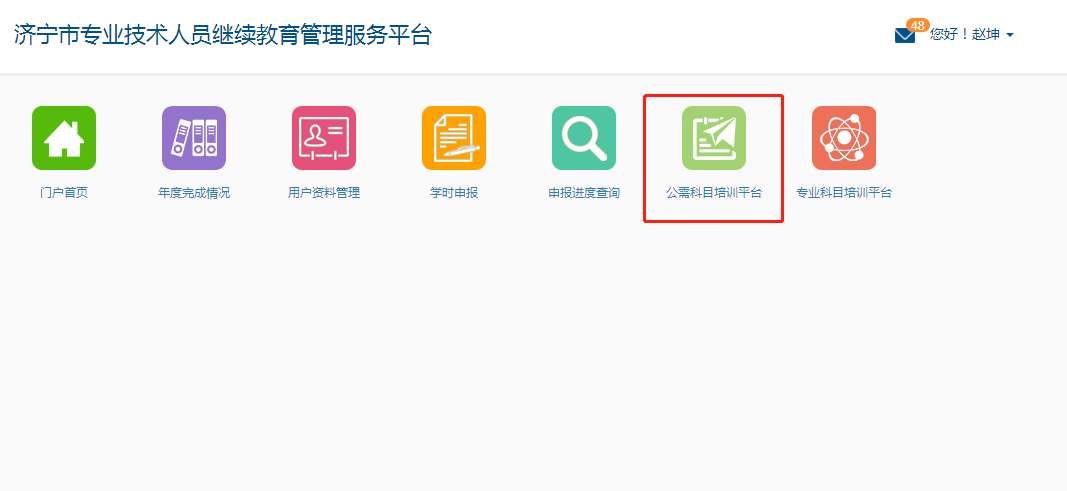 济宁市专业技术人员继续教育管理服务平台
48
您好！赵坤
门户首页
年度完成情况
用户资料管理
学时申报
申报进度查询
公需科目培训平台
专业科目培训平台